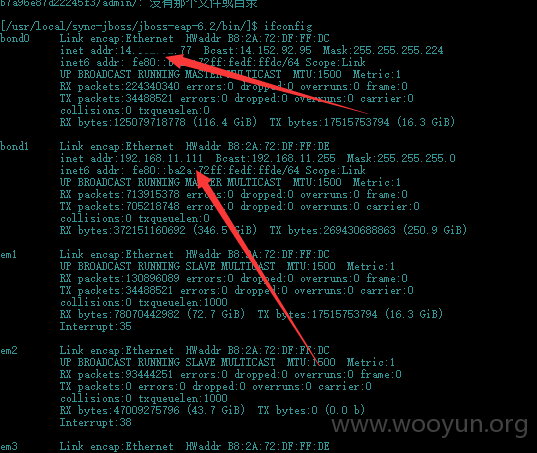 b7a96e87d22245f3/admin/: 没有那个文件或目录
[/usr/local/sync-jboss/jboss-eap-6.2/bin/]$ ifconfig
bond0 Link encap:Ethernet HWaddr B8:2A:72:DF:FF:DC
inet addr:14. 77 Bcast:14.152.92.95 Mask:255.255.255.224
inet6 addr: fe80:: 72ff:fedf:ffdc/64 Scope:Link
UP BROADCAST RUNNING MASTER MULTICAST MTU:1500 Metric:1
RX packets:224340340 errors:0 dropped:0 overruns:0 frame:0
TX packets:34488521 errors:0 dropped:0 overruns:0 carrier:0
collisions:0 txqueuelen:0
RX bytes:125079718778 (116.4 GiB) TX bytes:17515753794 (16.3 GiB)
bond1 Link encap:Ethernet HWaddr B8:2A:72:DF:FF:DE
inet addr:192.168.11.111 Bcast:192.168.11.255 Mask:255.255.255.0
inet6 addr: fe80::ba2a:72ff:fedf:ffde/64 Scope:Link
UP BROADCAST RUNNING MASTER MULTICAST MTU:1500 Metric:1
RX packets:713915378 errors:0 dropped:0 overruns:0 frame:0
TX packets:705218748 errors:0 dropped:0 overruns:0 carrier:0
collisions:0 txqueuelen:0
RX bytes:372151160692 (346.5 GiB) TX bytes:269430688863 (250.9 GiB)
em1 Link encap:Ethernet HWaddr B8:2A:72:DF:FF:DC
UP BROADCAST RUNNING SLAVE MULTICAST MTU:1500 Metric:1
RX packets:130896089 errors:0 dropped:0 overruns:0 frame:0
TX packets:34488521 errors:0 dropped:0 overruns:0 carrier:0
collisions:0 txqueuelen:1000
RX bytes:78070442982 (72.7 GiB) TX bytes:17515753794 (16.3 GiB)
Interrupt:35
em2 Link encap:Ethernet HWaddr B8:2A:72:DF:FF:DC
UP BROADCAST RUNNING SLAVE MULTICAST MTU:1500 Metric:1
RX packets:93444251 errors:0 dropped:0 overruns:0 frame:0
TX packets:0 errors:0 dropped:0 overruns:0 carrier:0
collisions:0 txqueuelen:1000
RX bytes:47009275796 (43.7 GiB) TX bytes:0 (0.0 b)
Interrupt:38
www.wooyun.org
em3 Link encap:Ethernet HWaddr B8:2A:72:DF:FF:DE